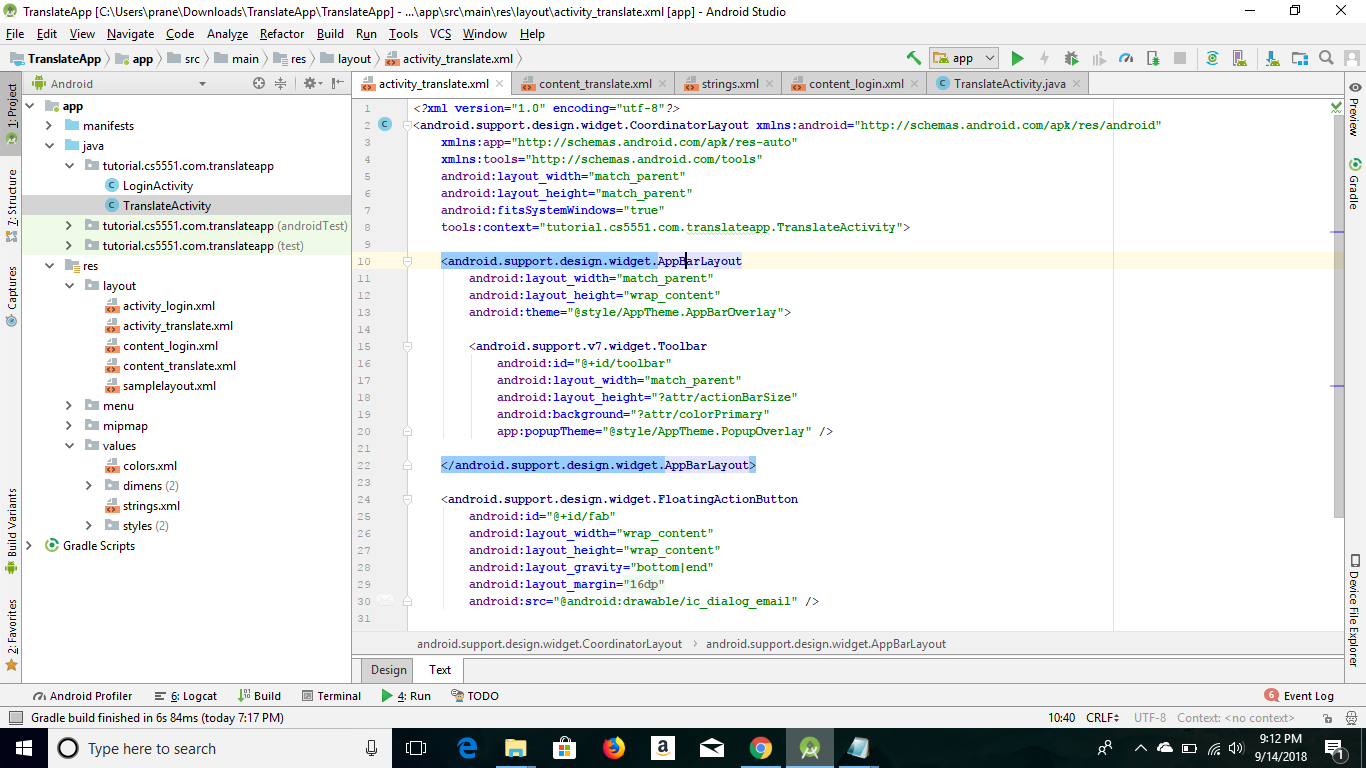 TranslateApp [C:\Users\prane\Downloads\TranslateApp\TranslateApp] - ...\app\src\main\res\layout\activity_translate.xml [app] - Android Studio
File Edit View Navigate Code Analyze Refactor Build Run Tools VCS Window Help
TranslateApp app src main res layout activity_translate.xml app
Android
activity_translate.xml content_translate.xml strings.xml content_login.xml TranslateActivity.java
1: Project
7: Structure
Captures
Build Variants
2: Favorites
app
manifests
java
tutorial.cs5551.com.translateapp
LoginActivity
TranslateActivity
tutorial.cs5551.com.translateapp (androidTest)
tutorial.cs5551.com.translateapp (test)
res
layout
activity_login.xml
activity_translate.xml
content_login.xml
content_translate.xml
samplelayout.xml
menu
mipmap
values
colors.xml
dimens (2)
strings.xml
styles (2)
Gradle Scripts
1 <?xml version="1.0" encoding="utf-8"?>
2 <android.support.design.widget.CoordinatorLayout xmlns:android="http://schemas.android.com/apk/res/android"
3 xmlns:app="http://schemas.android.com/apk/res-auto"
4 xmlns:tools="http://schemas.android.com/tools"
5 android:layout_width="match_parent"
6 android:layout_height="match_parent"
7 android:fitsSystemWindows="true"
8 tools:context="tutorial.cs5551.com.translateapp.TranslateActivity">
9
10 <android.support.design.widget.AppBarLayout
11 android:layout_width="match_parent"
12 android:layout_height="wrap_content"
13 android:theme="@style/AppTheme.AppBarOverlay">
14
15 <android.support.v7.widget.Toolbar
16 android:id="@+id/toolbar"
17 android:layout_width="match_parent"
18 android:layout_height="?attr/actionBarSize"
19 android:background="?attr/colorPrimary"
20 app:popupTheme="@style/AppTheme.PopupOverlay" />
21
22 </android.support.design.widget.AppBarLayout>
23
24 <android.support.design.widget.FloatingActionButton
25 android:id="@+id/fab"
26 android:layout_width="wrap_content"
27 android:layout_height="wrap_content"
28 android:layout_gravity="bottom|end"
29 android:layout_margin="16dp"
30 android:src="@android:drawable/ic_dialog_email" />
31
Preview
Gradle
Device File Explorer
android.support.design.widget.CoordinatorLayout android.support.design.widget.AppBarLayout
Design Text
Android Profiler 6: Logcat Build Terminal 4: Run TODO 6 Event Log
Gradle build finished in 6s 84ms (today 7:17 PM) 10:40 CRLF UTF-8 Context: <no context>
Type here to search 9:12 PM
9/14/2018 1